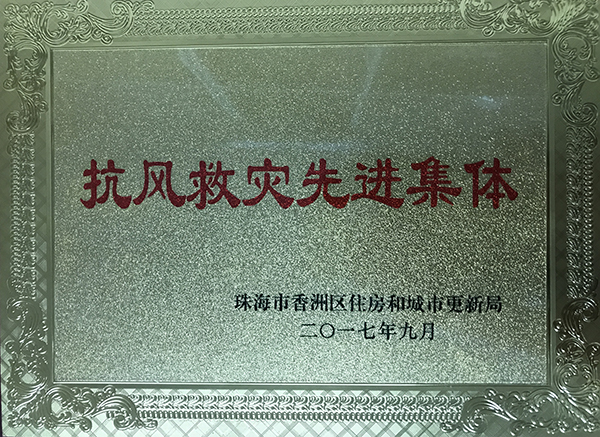 抗风救灾先进集体
珠海市香洲区住房和城市更新局
二〇一七年九月